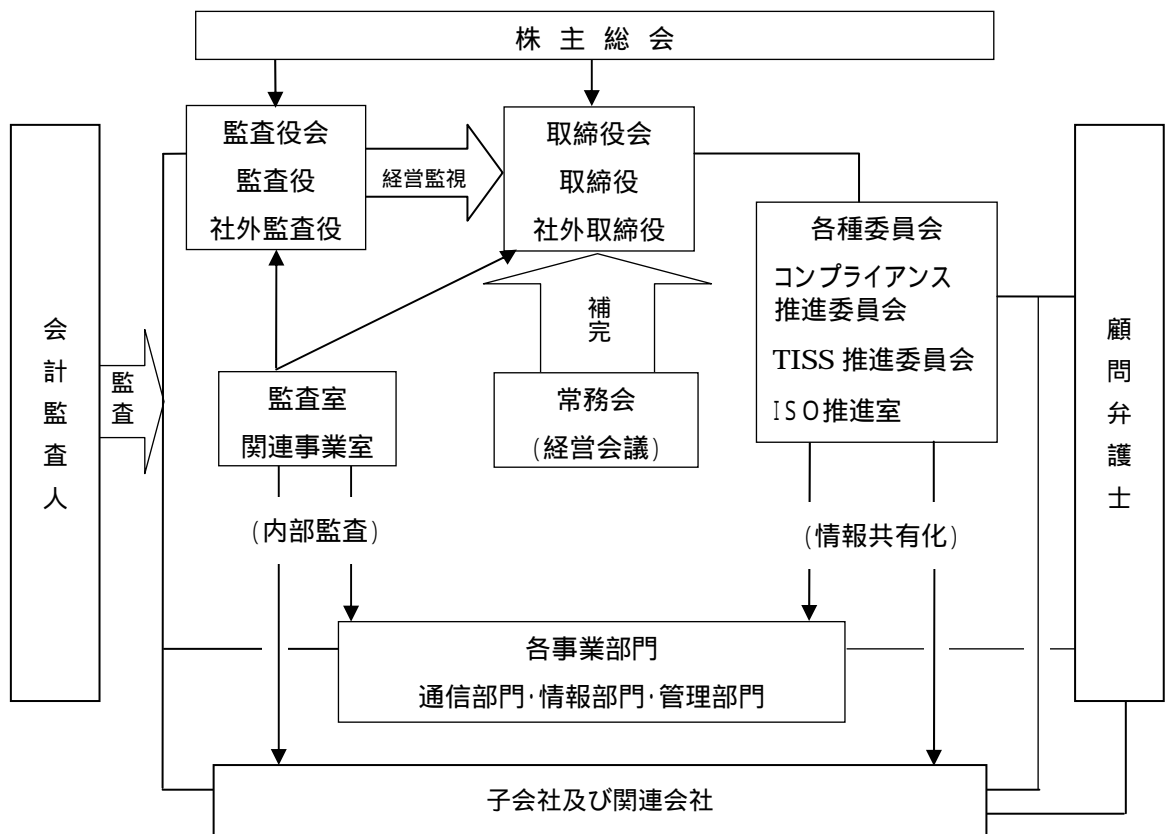 株 主 総 会
監査役会
監査役
社外監査役
経営監視
取締役会
取締役
社外取締役
各種委員会
コンプライアンス
推進委員会
TISS 推進委員会
ISO推進室
会計監査人
監査
補完
顧問弁護士
監査室
関連事業室
常務会
(経営会議)
(内部監査)
(情報共有化)
各事業部門
通信部門・情報部門・管理部門
子会社及び関連会社